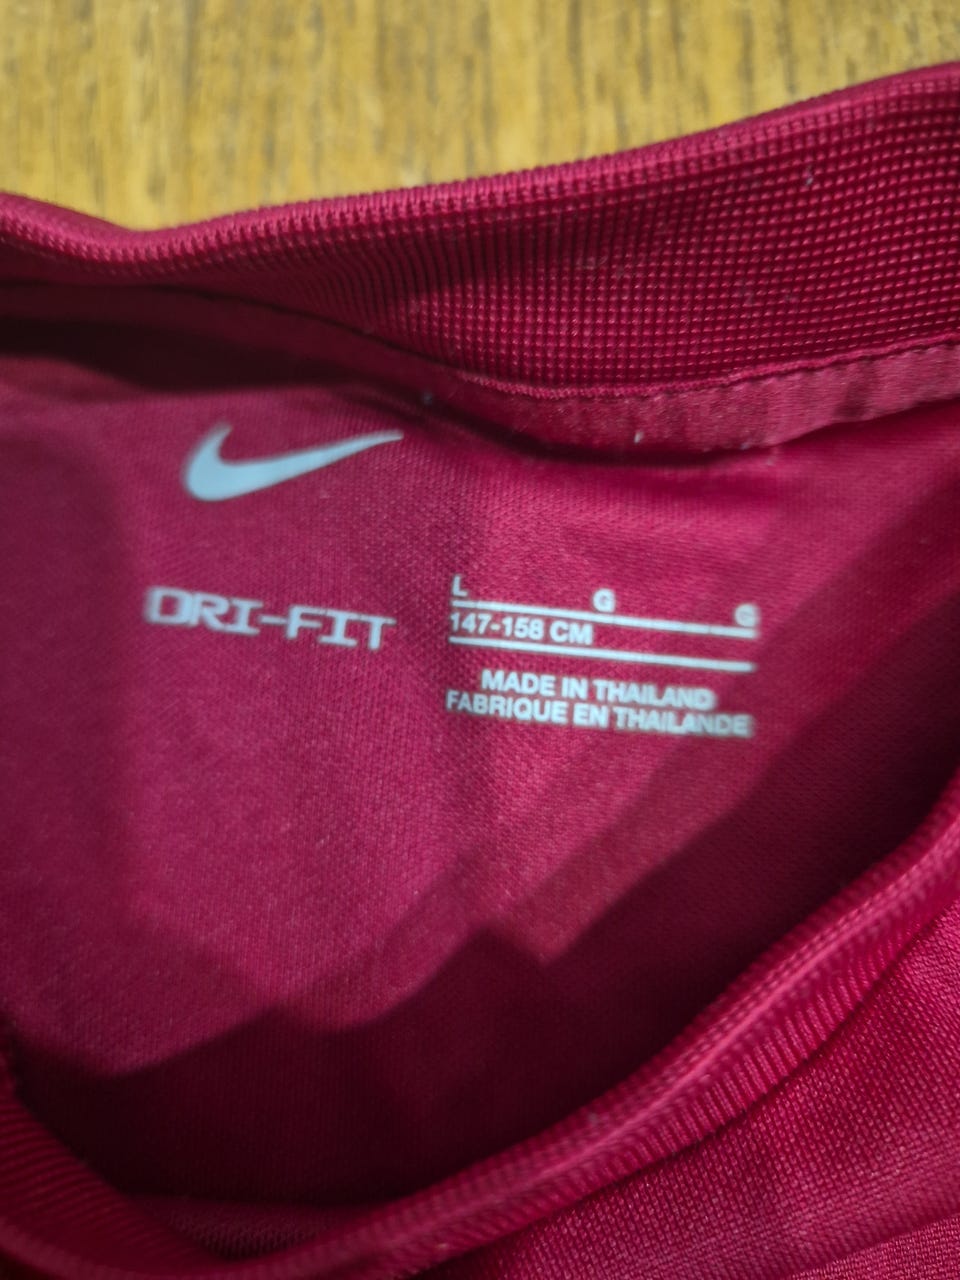 DRI-FIT
L G G
147-158 CM
MADE IN THAILAND
FABRIQUE EN THAILANDE